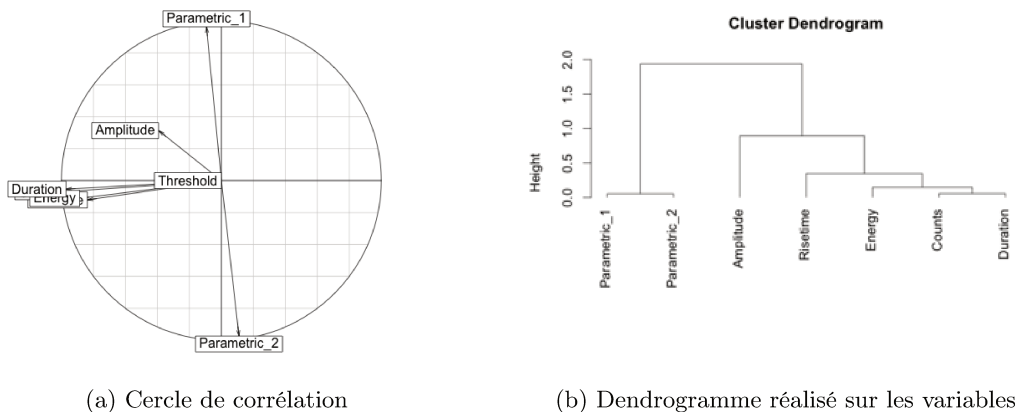 Parametric_1
Amplitude
Threshold
Duration
Energy
Parametric_2
(a) Cercle de corrélation
Cluster Dendrogram
Height
0.0 0.5 1.0 1.5 2.0
Parametric_1
Parametric_2
Amplitude
Risetime
Energy
Counts
Duration
(b) Dendrogramme réalisé sur les variables